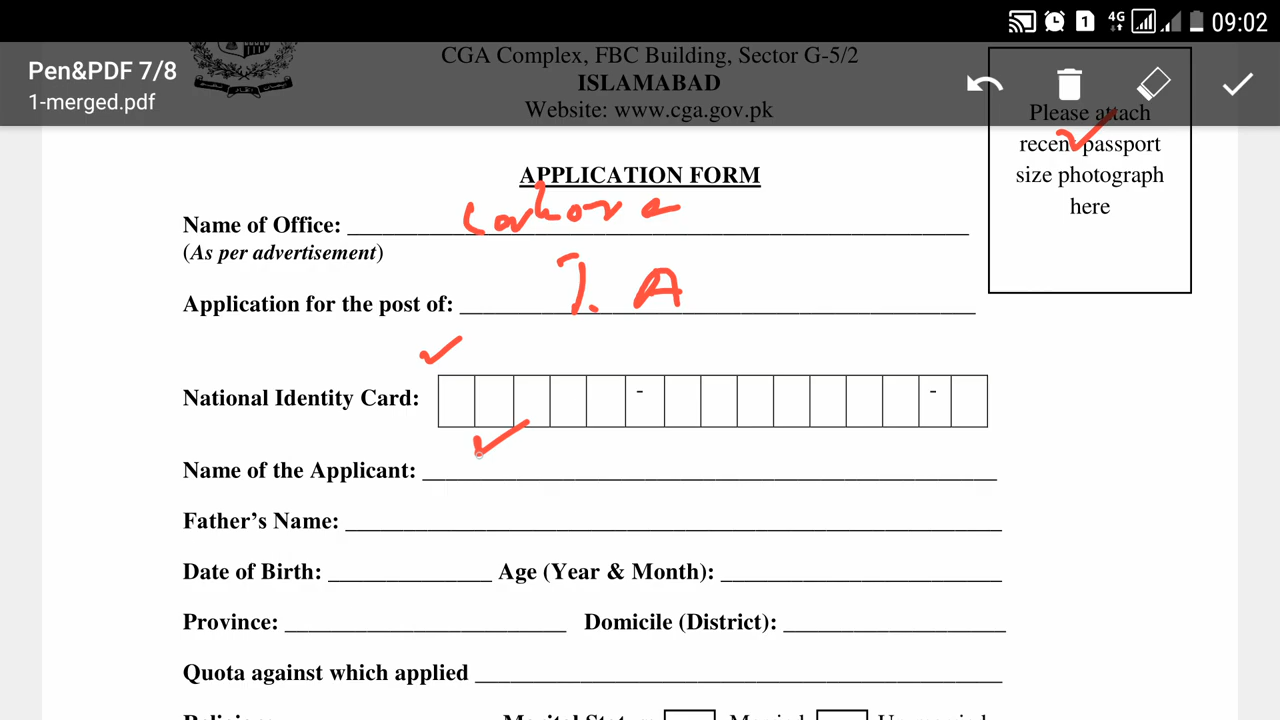 09:02
4G
1
Pen&PDF 7/8
1-merged.pdf
CGA Complex, FBC Building, Sector G-5/2
ISLAMABAD
Website: www.cga.gov.pk
Please attach
recent passport
size photograph
here
APPLICATION FORM
Name of Office: Lahore
(As per advertisement)
Application for the post of: J. A
National Identity Card: - -
Name of the Applicant:
Father's Name:
Date of Birth: Age (Year & Month):
Province: Domicile (District):
Quota against which applied